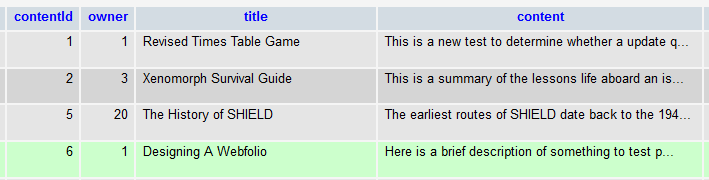 contentId owner title content
1 1 Revised Times Table Game This is a new test to determine whether a update q...
2 3 Xenomorph Survival Guide This is a summary of the lessons life aboard an is...
5 20 The History of SHIELD The earliest routes of SHIELD date back to the 194...
6 1 Designing A Webfolio Here is a brief description of something to test p...